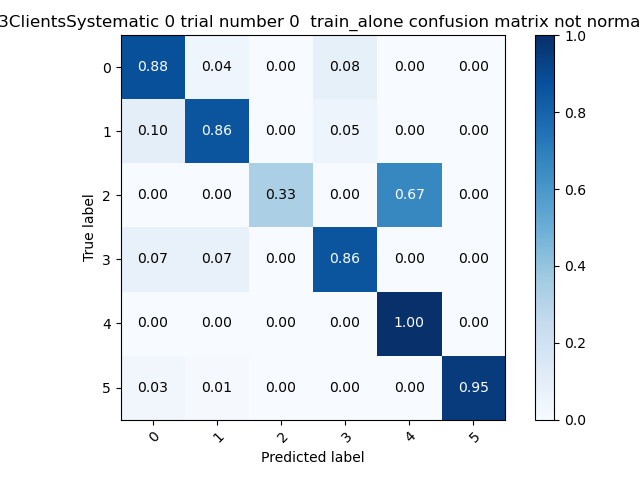 3ClientsSystematic 0 trial number 0 train_alone confusion matrix not norma
1.0
0 0.88 0.04 0.00 0.08 0.00 0.00
0.8
1 0.10 0.86 0.00 0.05 0.00 0.00
2 0.00 0.00 0.33 0.00 0.67 0.00
0.6
True label
3 0.07 0.07 0.00 0.86 0.00 0.00
0.4
4 0.00 0.00 0.00 0.00 1.00 0.00
0.2
5 0.03 0.01 0.00 0.00 0.00 0.95
0.0
0 1 2 3 4 5
Predicted label